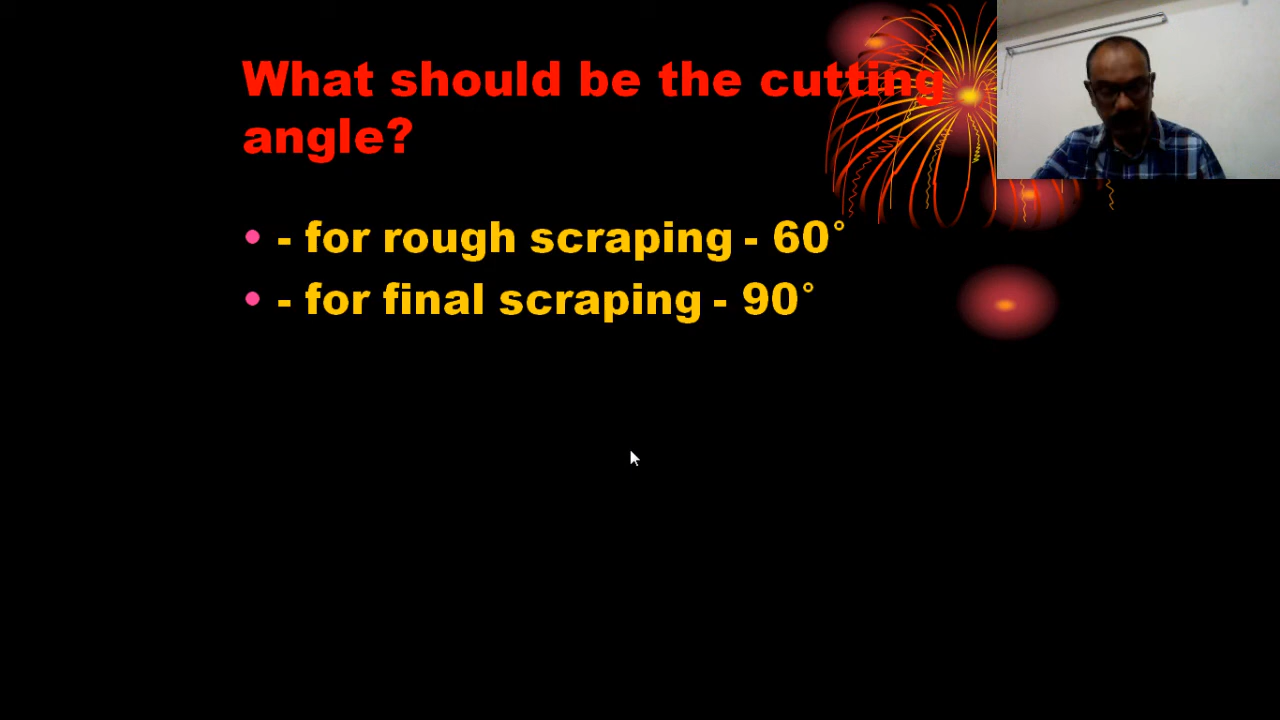 What should be the cutting
angle?
• - for rough scraping - 60°
• - for final scraping - 90°